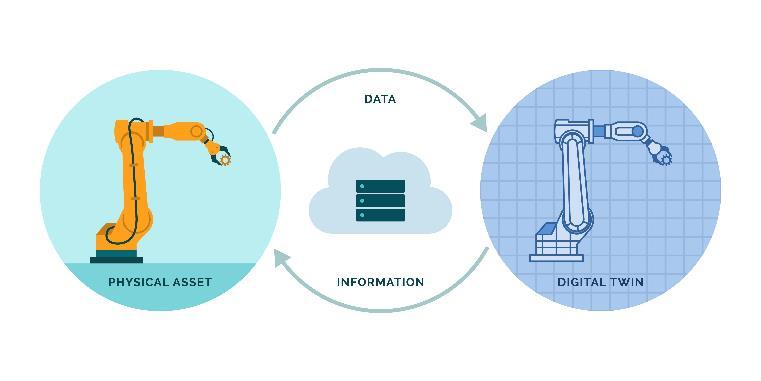 DATA
PHYSICAL ASSET
INFORMATION
DIGITAL TWIN